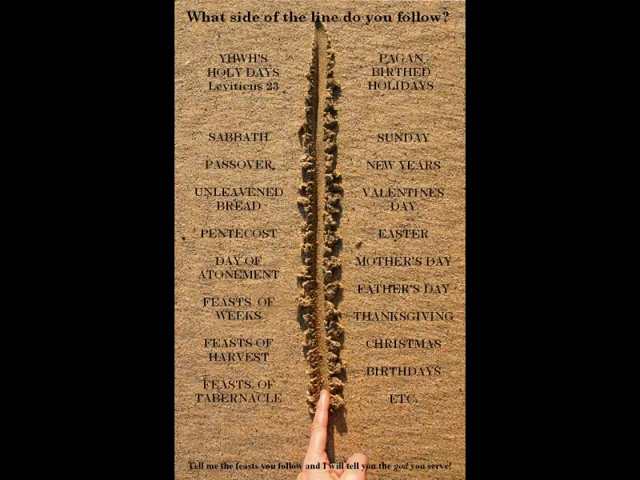 What side of the line do you follow?
YHWH'S
HOLY DAYS
Leviticus 23
SABBATH
PASSOVER
UNLEAVENED
BREAD
PENTECOST
DAY OF
ATONEMENT
FEASTS OF
WEEKS
FEASTS OF
HARVEST
FEASTS OF
TABERNACLE
PAGAN
BIRTHED
HOLIDAYS
SUNDAY
NEW YEARS
VALENTINES
DAY
EASTER
MOTHER'S DAY
FATHER'S DAY
THANKSGIVING
CHRISTMAS
BIRTHDAYS
ETC.
Tell me the feasts you follow and I will tell you the god you serve!